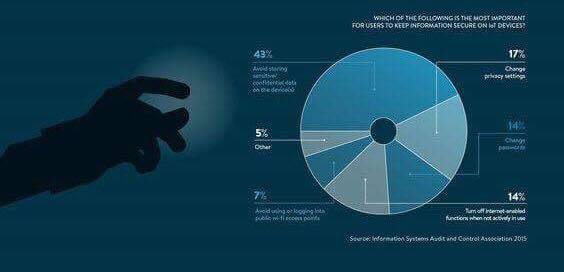 WHICH OF THE FOLLOWING IS THE MOST IMPORTANT
FOR USERS TO KEEP INFORMATION SECURE ON IoT DEVICES?
43%
Avoid storing
sensitive/
confidential data
on the device(s)
17%
Change
privacy settings
14%
Change
passwords
5%
Other
7%
Avoid using or logging into
public wi-fi access points
14%
Turn off internet-enabled
functions when not actively in use
Source: Information Systems Audit and Control Association 2015